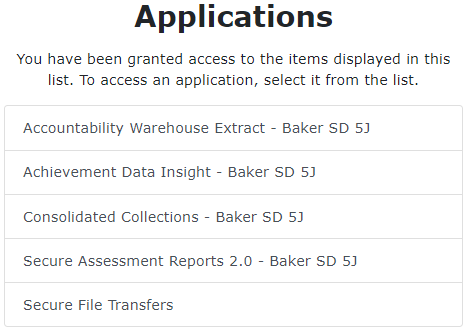 Applications
You have been granted access to the items displayed in this
list. To access an application, select it from the list.
Accountability Warehouse Extract - Baker SD 5J
Achievement Data Insight - Baker SD 5J
Consolidated Collections - Baker SD 5J
Secure Assessment Reports 2.0 - Baker SD 5J
Secure File Transfers